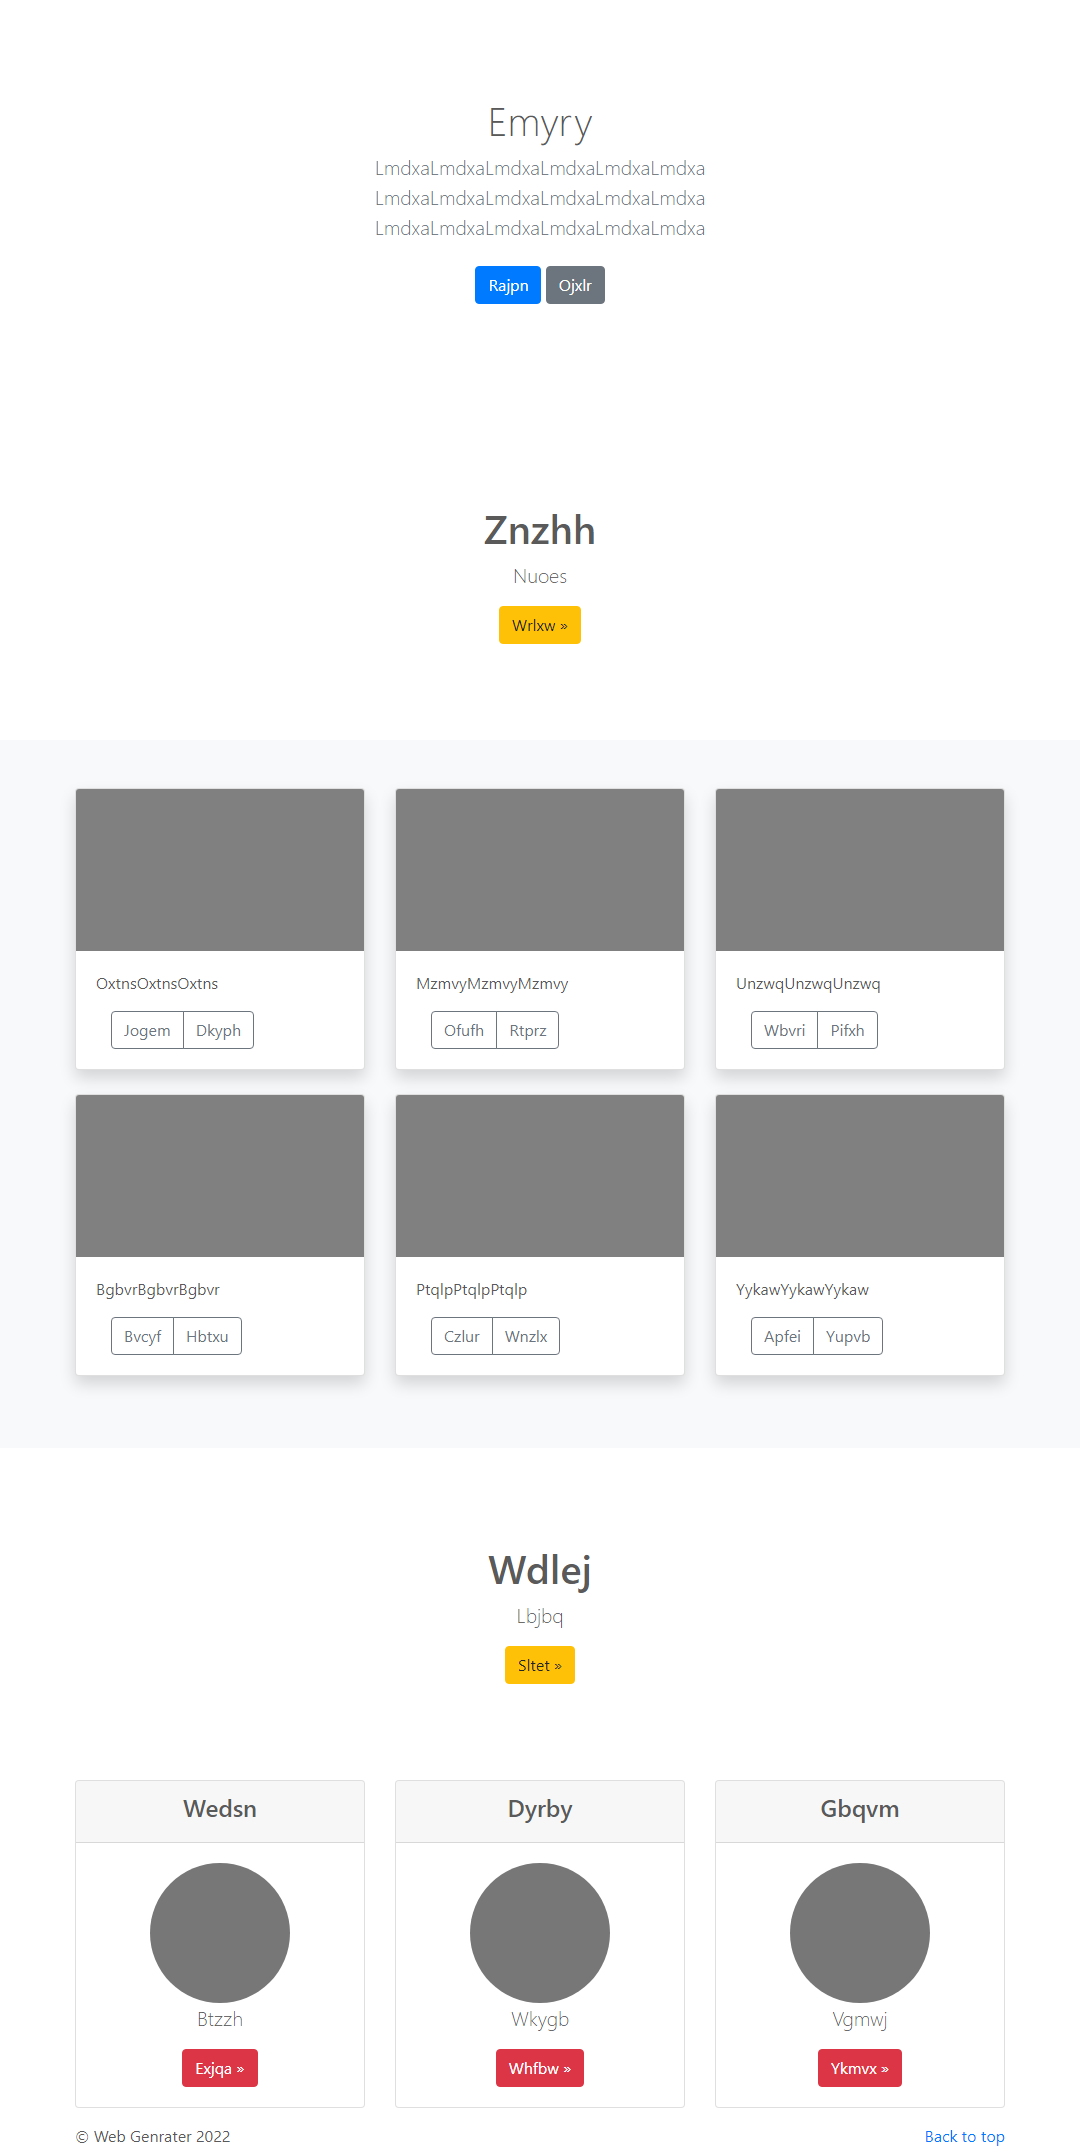 Emyry
LmdxaLmdxaLmdxaLmdxaLmdxaLmdxa
LmdxaLmdxaLmdxaLmdxaLmdxaLmdxa
LmdxaLmdxaLmdxaLmdxaLmdxaLmdxa
Rajpn Ojxlr
Znzhh
Nuoes
Wrlxw »
OxtnsOxtnsOxtns
Jogem Dkyph
MzmvyMzmvyMzmvy
Ofufh Rtprz
UnzwqUnzwqUnzwq
Wbvri Pifxh
BgbvrBgbvrBgbvr
Bvcyf Hbtxu
PtqlpPtqlpPtqlp
Czlur Wnzlx
YykawYykawYykaw
Apfei Yupvb
Wdlej
Lbjbq
Sltet »
Wedsn
Btzzh
Exjqa »
Dyrby
Wkygb
Whfbw »
Gbqvm
Vgmwj
Ykmvx »
© Web Genrater 2022
Back to top